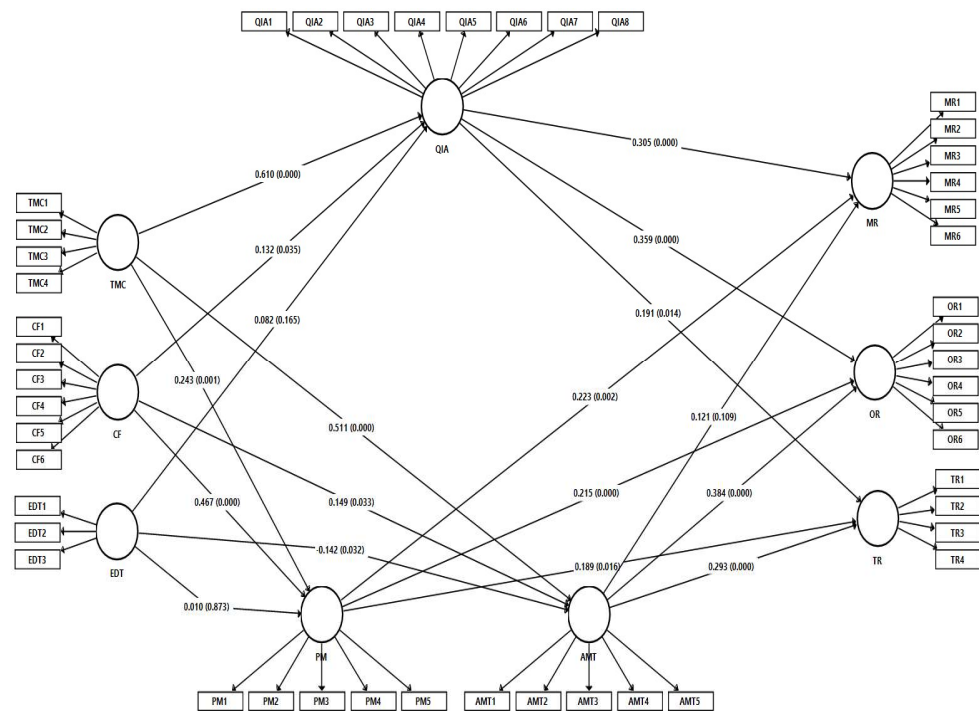 QIA1 QIA2 QIA3 QIA4 QIA5 QIA6 QIA7 QIA8
QIA
MR1
MR2
MR3
MR4
MR5
MR6
MR
0.305 (0.000)
0.610 (0.000)
TMC1
TMC2
TMC3
TMC4
TMC
0.132 (0.035)
0.359 (0.000)
0.082 (0.165)
0.191 (0.014)
CF1
CF2
CF3
CF4
CF5
CF6
CF
OR1
OR2
OR3
OR4
OR5
OR6
OR
0.243 (0.001)
0.223 (0.002)
0.121 (0.109)
0.511 (0.000)
0.467 (0.000)
0.149 (0.033)
0.215 (0.000)
0.384 (0.000)
EDT1
EDT2
EDT3
EDT
TR1
TR2
TR3
TR4
TR
-0.142 (0.032)
0.189 (0.016)
0.293 (0.000)
0.010 (0.873)
PM
AMT
PM1 PM2 PM3 PM4 PM5
AMT1 AMT2 AMT3 AMT4 AMT5